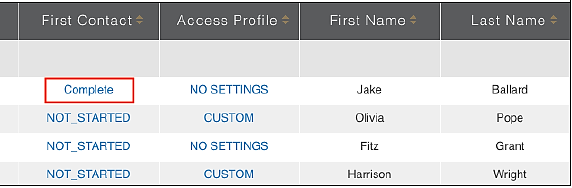 First Contact Access Profile First Name Last Name
Complete NO SETTINGS Jake Ballard
NOT_STARTED CUSTOM Olivia Pope
NOT_STARTED NO SETTINGS Fitz Grant
NOT_STARTED CUSTOM Harrison Wright